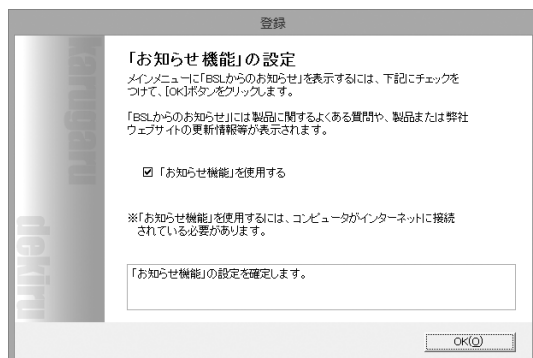 登録
karugaru
dekiru
「お知らせ機能」の設定
メインメニューに「BSLからのお知らせ」を表示するには、下記にチェックを
つけて、[OK]ボタンをクリックします。
「BSLからのお知らせ」には製品に関するよくある質問や、製品または弊社
ウェブサイトの更新情報等が表示されます。
「お知らせ機能」を使用する
※「お知らせ機能」を使用するには、コンピュータがインターネットに接続
されている必要があります。
「お知らせ機能」の設定を確定します。
OK(O)